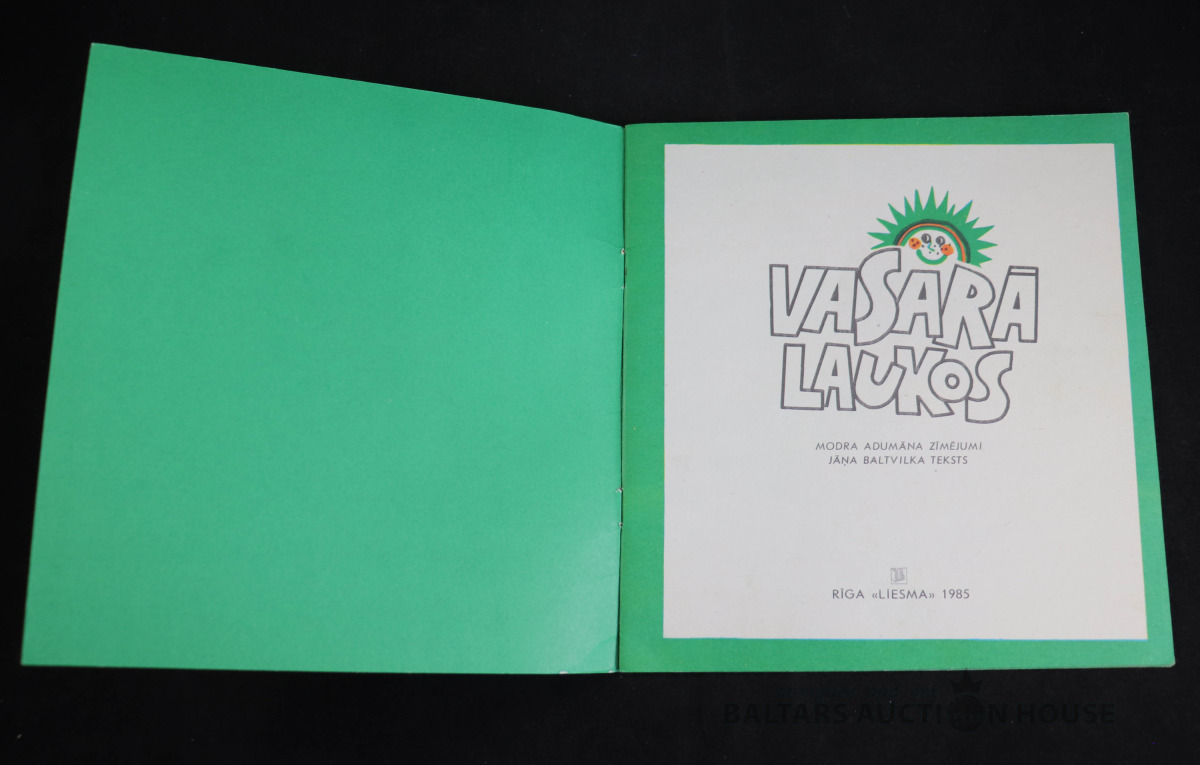 VASARĀ
LAUKOS
MODRA ADUMĀNA ZĪMĒJUMI
JĀŅA BALTVILKA TEKSTS
RĪGA «LIESMA» 1985
BALTARS AUCTION HOUSE